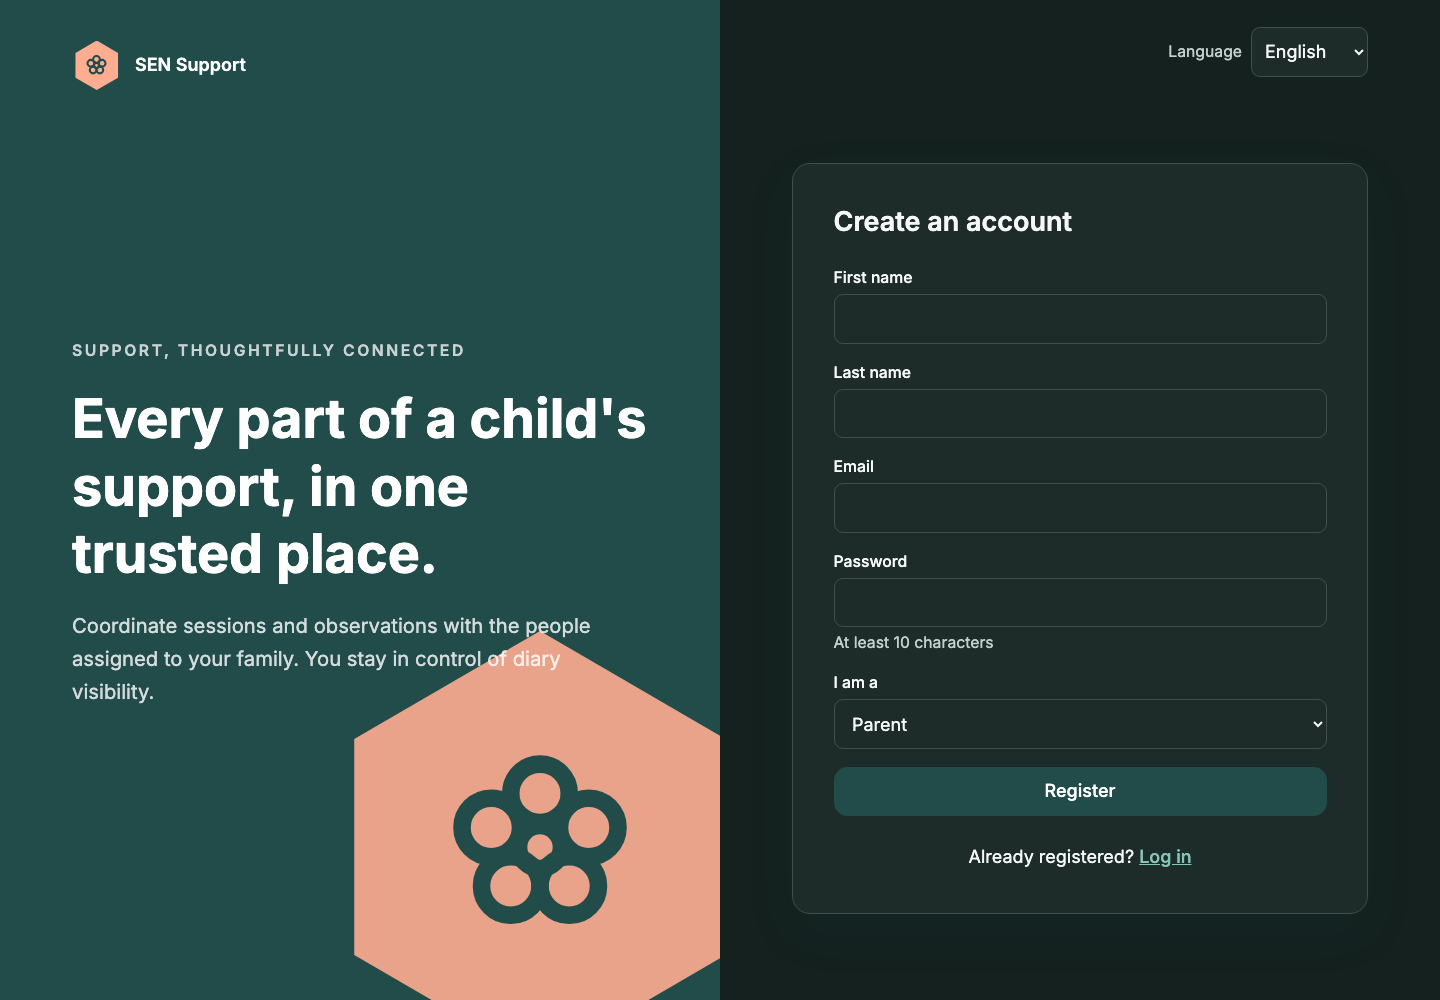 SEN Support
SUPPORT, THOUGHTFULLY CONNECTED
Every part of a child's
support, in one
trusted place.
Coordinate sessions and observations with the people
assigned to your family. You stay in control of diary
visibility.
Language
English
Create an account
First name
Last name
Email
Password
At least 10 characters
I am a
Parent
Register
Already registered? Log in